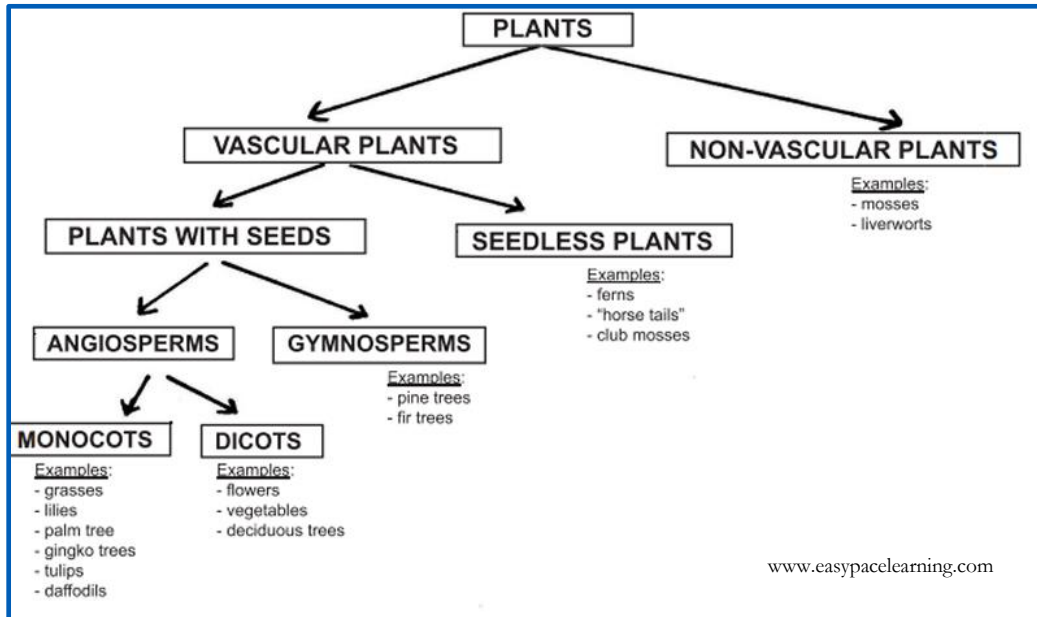 PLANTS
VASCULAR PLANTS
NON-VASCULAR PLANTS
Examples:
- mosses
- liverworts
PLANTS WITH SEEDS
SEEDLESS PLANTS
Examples:
- ferns
- "horse tails"
- club mosses
ANGIOSPERMS
GYMNOSPERMS
Examples:
- pine trees
- fir trees
MONOCOTS
Examples:
- grasses
- lilies
- palm tree
- gingko trees
- tulips
- daffodils
DICOTS
Examples:
- flowers
- vegetables
- deciduous trees
www.easypacelearning.com